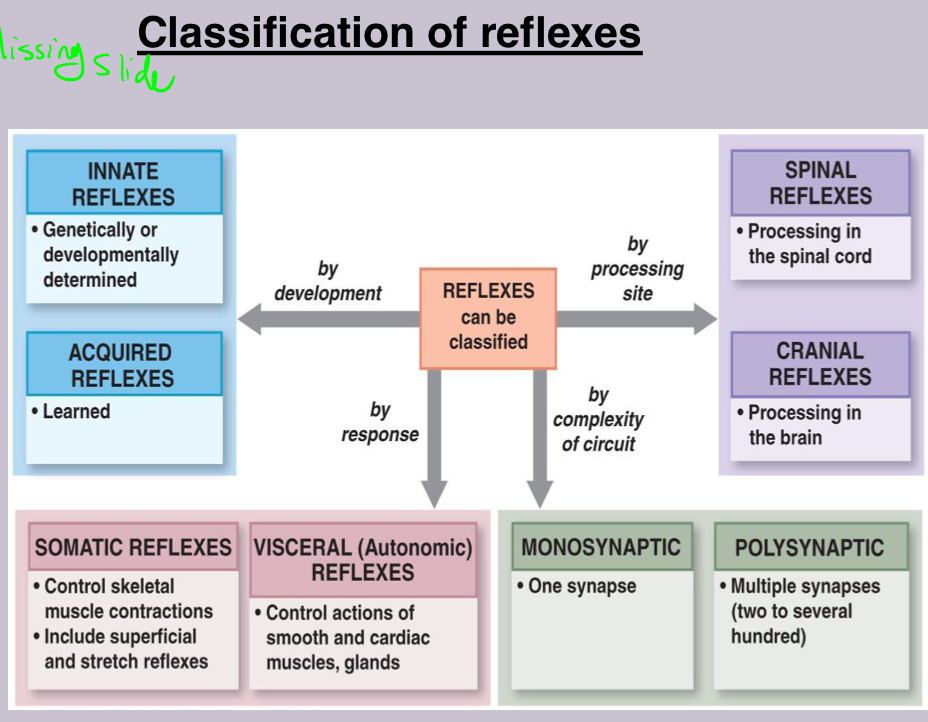 Classification of reflexes
Missing Slide
INNATE
REFLEXES
• Genetically or
developmentally
determined
ACQUIRED
REFLEXES
• Learned
by
development
REFLEXES
can be
classified
by
processing
site
SPINAL
REFLEXES
• Processing in
the spinal cord
CRANIAL
REFLEXES
• Processing in
the brain
by
response
by
complexity
of circuit
SOMATIC REFLEXES
• Control skeletal
muscle contractions
• Include superficial
and stretch reflexes
VISCERAL (Autonomic)
REFLEXES
• Control actions of
smooth and cardiac
muscles, glands
MONOSYNAPTIC
• One synapse
POLYSYNAPTIC
• Multiple synapses
(two to several
hundred)